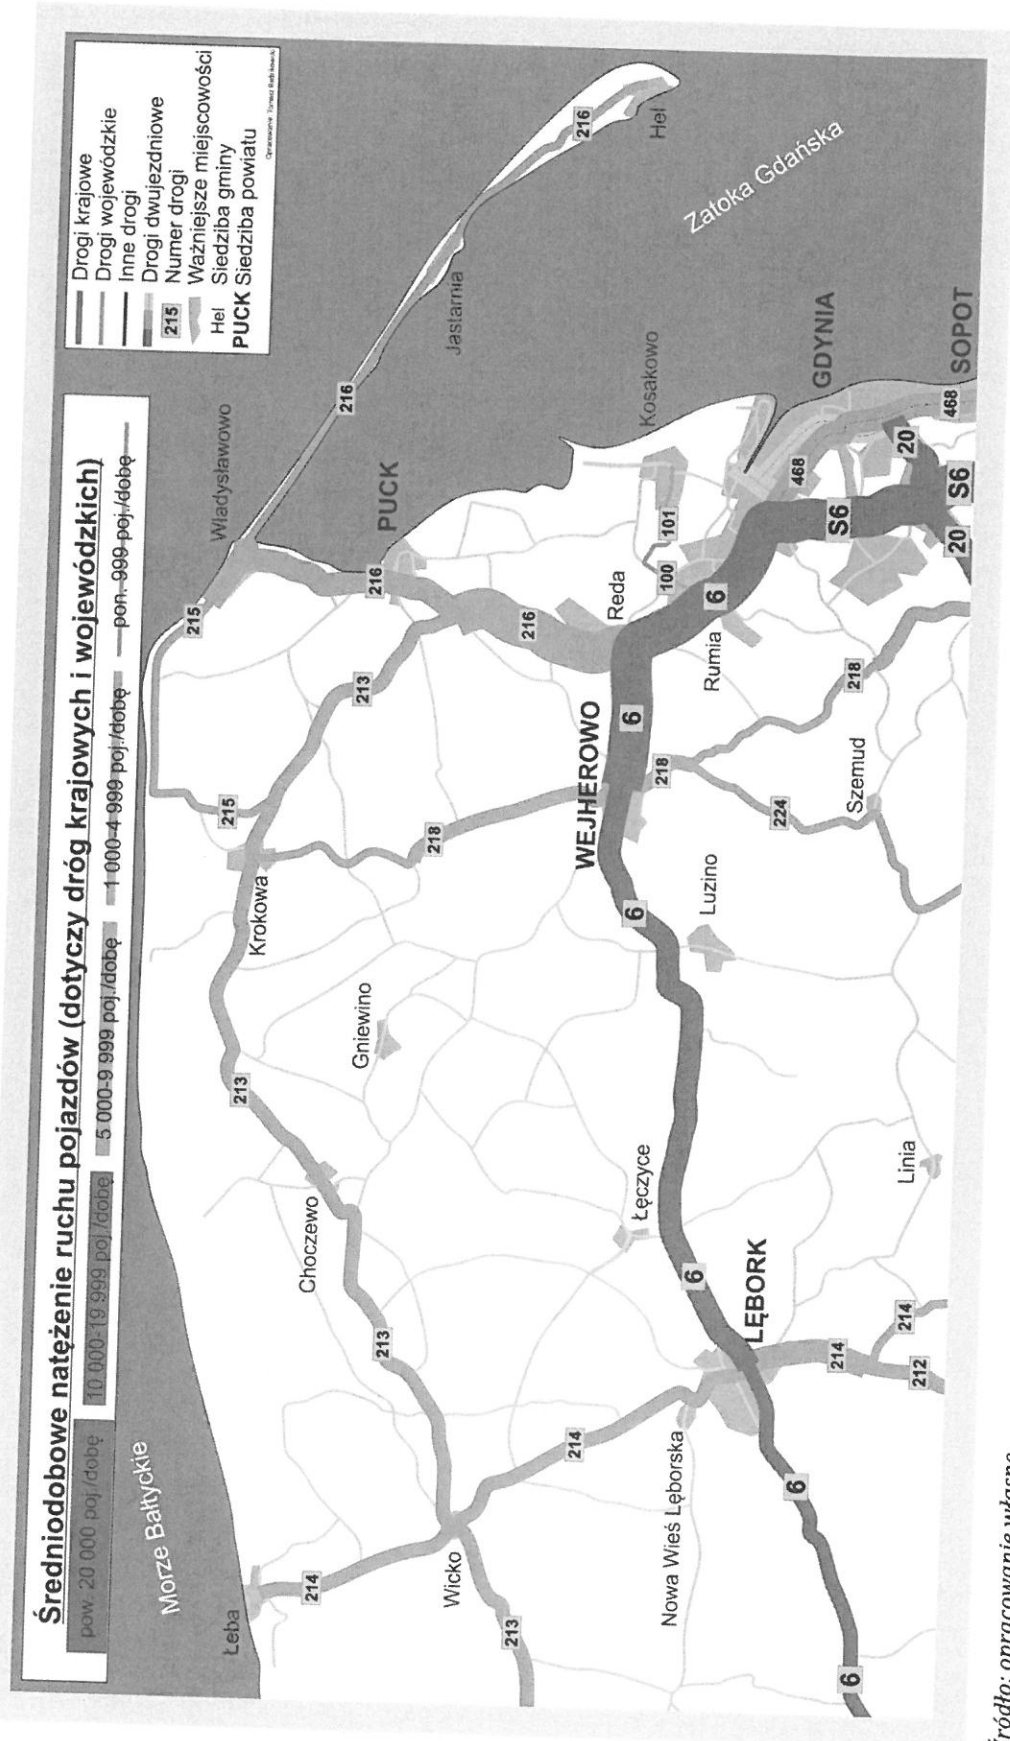 Średniodobowe natężenie ruchu pojazdów (dotyczy dróg krajowych i wojewódzkich)
pow. 20 000 poj./dobę
10 000-19 999 poj./dobę
5 000-9 999 poj./dobę
1 000-4 999 poj./dobę
pon. 999 poj./dobę
Drogi krajowe
Drogi wojewódzkie
Inne drogi
Drogi dwujezdniowe
215 Numer drogi
Ważniejsze miejscowości
Hel Siedziba gminy
PUCK Siedziba powiatu
Morze Bałtyckie
Łeba
214
Wicko
213
213
214
Nowa Wieś Lęborska
6
6
LĘBORK
214
212
214
6
Łęczyce
Linia
Choczewo
213
Gniewino
Krokowa
215
218
213
215
Władysławowo
216
PUCK
216
216
Jastarnia
216
Hel
Zatoka Gdańska
Kosakowo
101
100
Reda
Rumia
6
WEJHEROWO
6
218
6
Luzino
224
Szemud
218
GDYNIA
468
S6
20
20
S6
468
SOPOT
Źródło: opracowanie własne